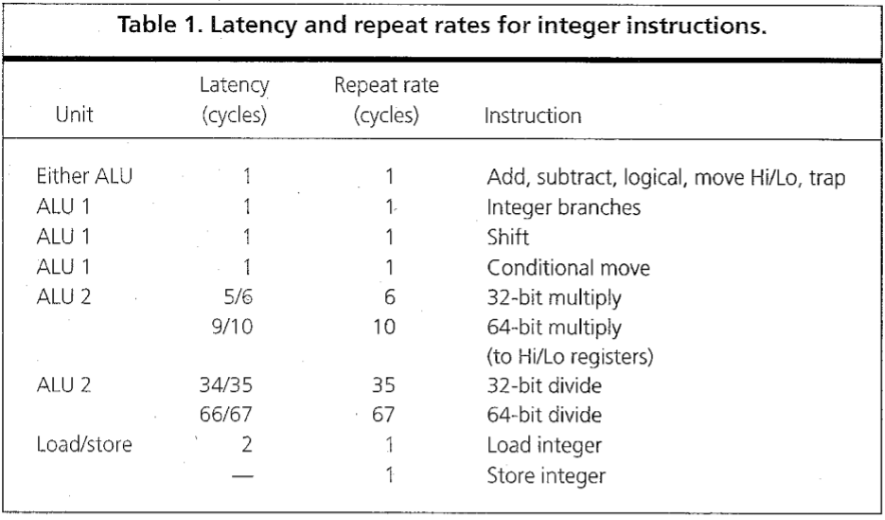 Table 1. Latency and repeat rates for integer instructions.
Latency Repeat rate
Unit (cycles) (cycles) Instruction
Either ALU 1 1 Add, subtract, logical, move Hi/Lo, trap
ALU 1 1 1 Integer branches
ALU 1 1 1 Shift
ALU 1 1 1 Conditional move
ALU 2 5/6 6 32-bit multiply
9/10 10 64-bit multiply
(to Hi/Lo registers)
ALU 2 34/35 35 32-bit divide
66/67 67 64-bit divide
Load/store 2 1 Load integer
— 1 Store integer